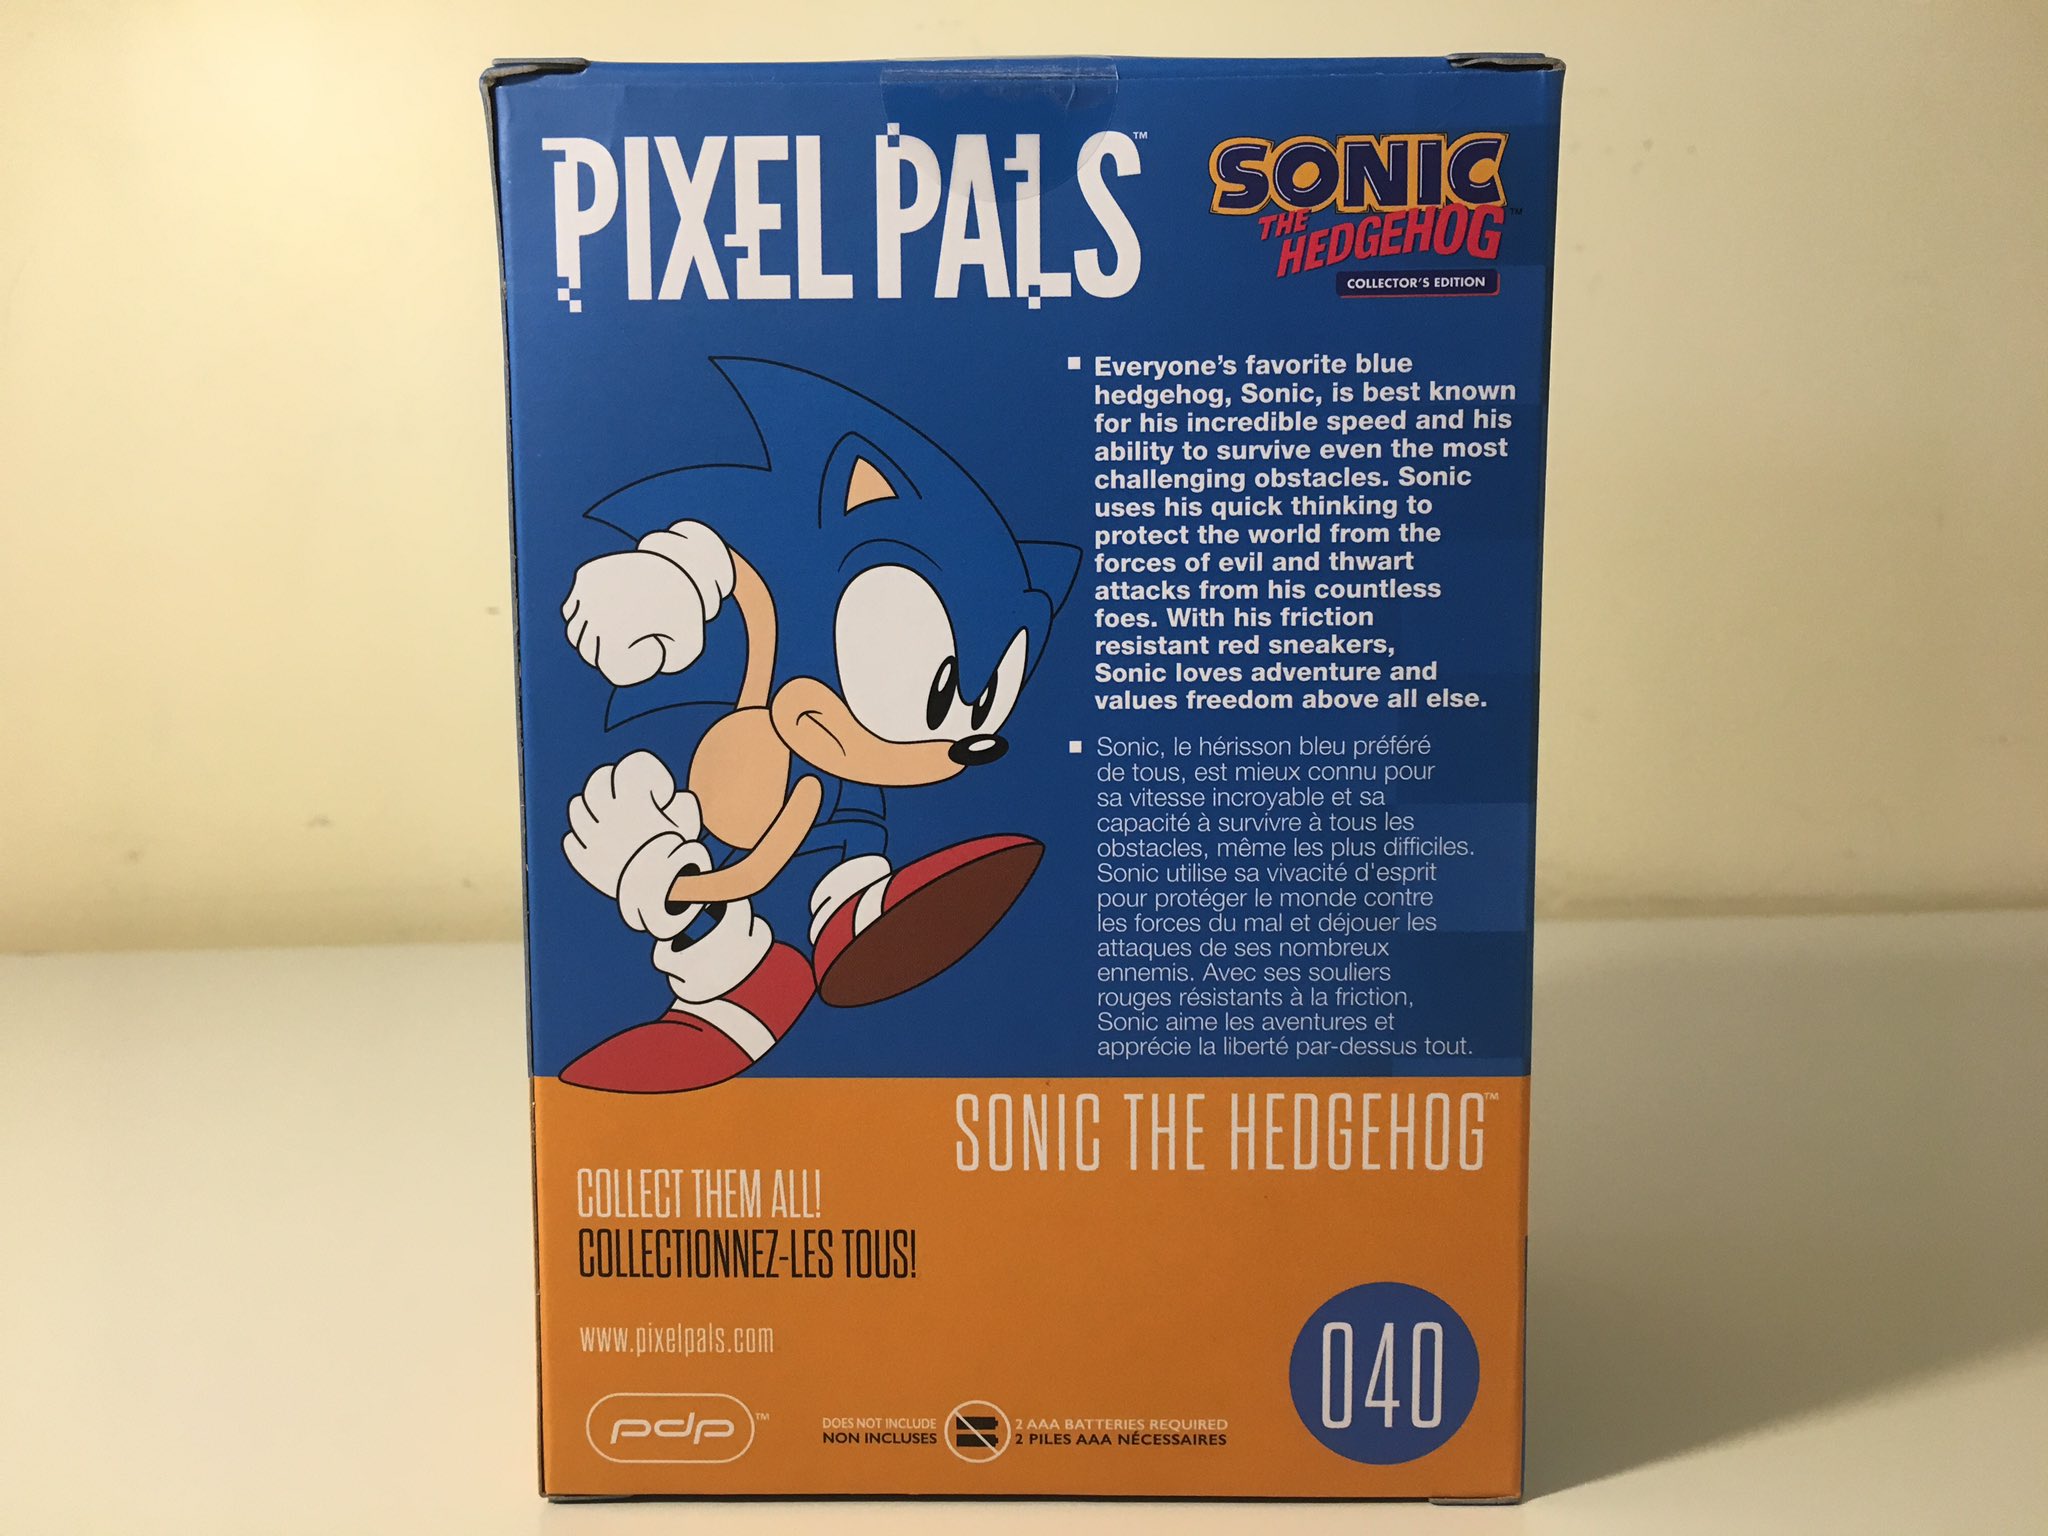 PIXEL PALS™
SONIC
THE
HEDGEHOG™
COLLECTOR'S EDITION
▪ Everyone's favorite blue
hedgehog, Sonic, is best known
for his incredible speed and his
ability to survive even the most
challenging obstacles. Sonic
uses his quick thinking to
protect the world from the
forces of evil and thwart
attacks from his countless
foes. With his friction
resistant red sneakers,
Sonic loves adventure and
values freedom above all else.
▪ Sonic, le hérisson bleu préféré
de tous, est mieux connu pour
sa vitesse incroyable et sa
capacité à survivre à tous les
obstacles, même les plus difficiles.
Sonic utilise sa vivacité d'esprit
pour protéger le monde contre
les forces du mal et déjouer les
attaques de ses nombreux
ennemis. Avec ses souliers
rouges résistants à la friction,
Sonic aime les aventures et
apprécie la liberté par-dessus tout.
SONIC THE HEDGEHOG™
COLLECT THEM ALL!
COLLECTIONNEZ-LES TOUS!
www.pixelpals.com
040
pdp™
DOES NOT INCLUDE
NON INCLUSES
2 AAA BATTERIES REQUIRED
2 PILES AAA NÉCESSAIRES